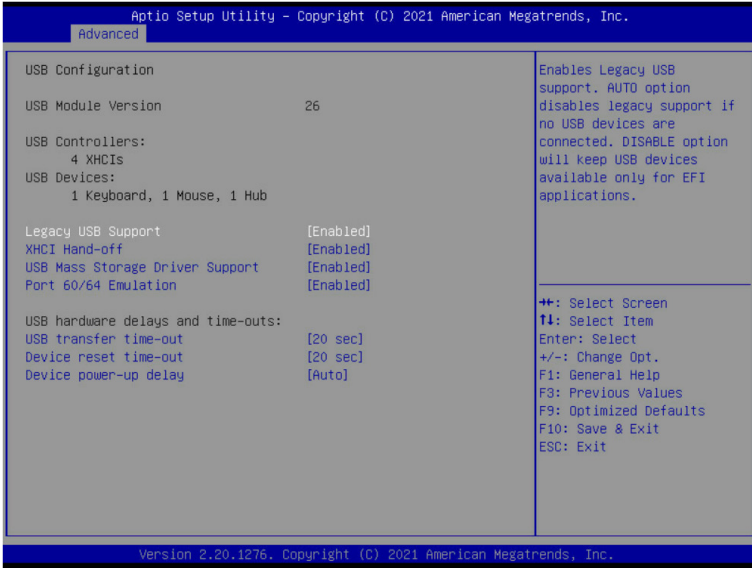 Aptio Setup Utility – Copyright (C) 2021 American Megatrends, Inc.
Advanced
USB Configuration
USB Module Version 26
USB Controllers:
4 XHCIs
USB Devices:
1 Keyboard, 1 Mouse, 1 Hub
Legacy USB Support [Enabled]
XHCI Hand-off [Enabled]
USB Mass Storage Driver Support [Enabled]
Port 60/64 Emulation [Enabled]
USB hardware delays and time-outs:
USB transfer time-out [20 sec]
Device reset time-out [20 sec]
Device power-up delay [Auto]
Enables Legacy USB
support. AUTO option
disables legacy support if
no USB devices are
connected. DISABLE option
will keep USB devices
available only for EFI
applications.
→←: Select Screen
↑↓: Select Item
Enter: Select
+/-: Change Opt.
F1: General Help
F3: Previous Values
F9: Optimized Defaults
F10: Save & Exit
ESC: Exit
Version 2.20.1276. Copyright (C) 2021 American Megatrends, Inc.